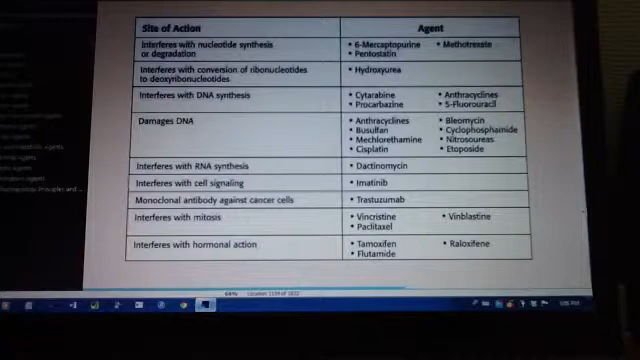 Site of Action Agent
Interferes with nucleotide synthesis • 6-Mercaptopurine • Methotrexate
or degradation • Pentostatin
Interferes with conversion of ribonucleotides • Hydroxyurea
to deoxyribonucleotides
Interferes with DNA synthesis • Cytarabine • Anthracyclines
• Procarbazine • 5-Fluorouracil
Damages DNA • Anthracyclines • Bleomycin
• Busulfan • Cyclophosphamide
• Mechlorethamine • Nitrosoureas
• Cisplatin • Etoposide
Interferes with RNA synthesis • Dactinomycin
Interferes with cell signaling • Imatinib
Monoclonal antibody against cancer cells • Trastuzumab
Interferes with mitosis • Vincristine • Vinblastine
• Paclitaxel
Interferes with hormonal action • Tamoxifen • Raloxifene
• Flutamide
64% Location